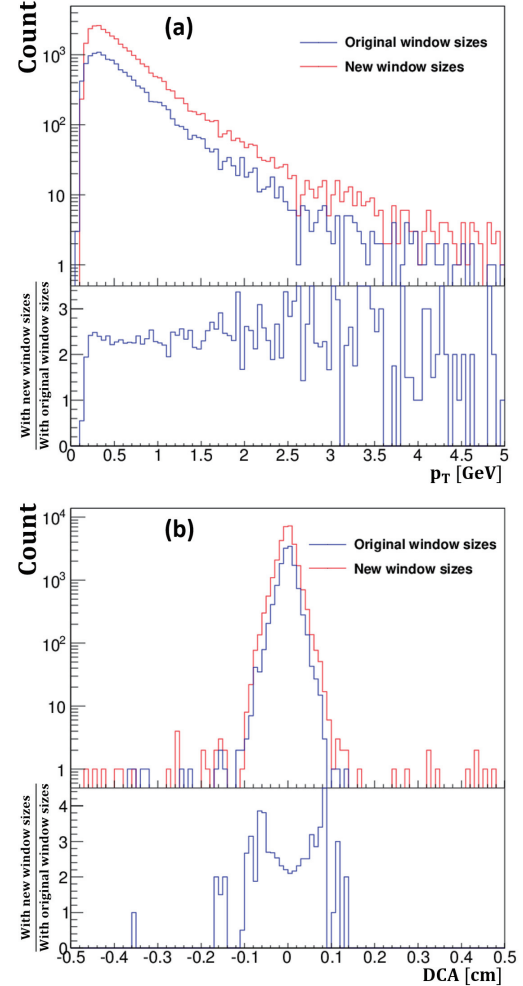 (a)
Count
Original window sizes
New window sizes
10³
10²
10
1
With new window sizes
With original window sizes
3
2
1
0
0 0.5 1 1.5 2 2.5 3 3.5 4 4.5 5
p_T [GeV]
(b)
Count
Original window sizes
New window sizes
10⁴
10³
10²
10
1
With new window sizes
With original window sizes
4
3
2
1
0
-0.5 -0.4 -0.3 -0.2 -0.1 0 0.1 0.2 0.3 0.4 0.5
DCA [cm]